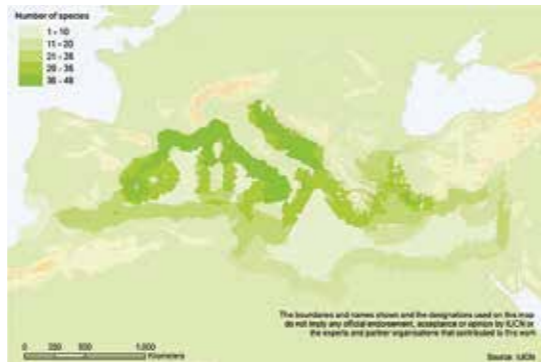 Number of species
1 - 10
11 - 20
21 - 28
29 - 35
36 - 48
The boundaries and names shown and the designations used on this map
do not imply any official endorsement, acceptance or opinion by IUCN or
the experts and partner organisations that contributed to this work
0 250 500 1,000
Kilometers
Source: IUCN